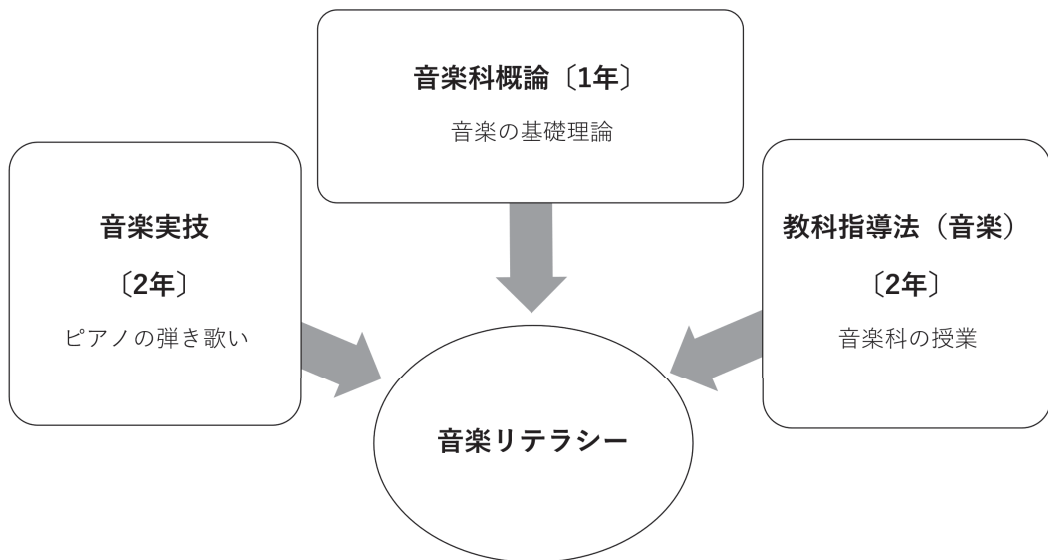 音楽科概論〔1年〕
音楽の基礎理論
音楽実技
〔2年〕
ピアノの弾き歌い
教科指導法（音楽）
〔2年〕
音楽科の授業
音楽リテラシー